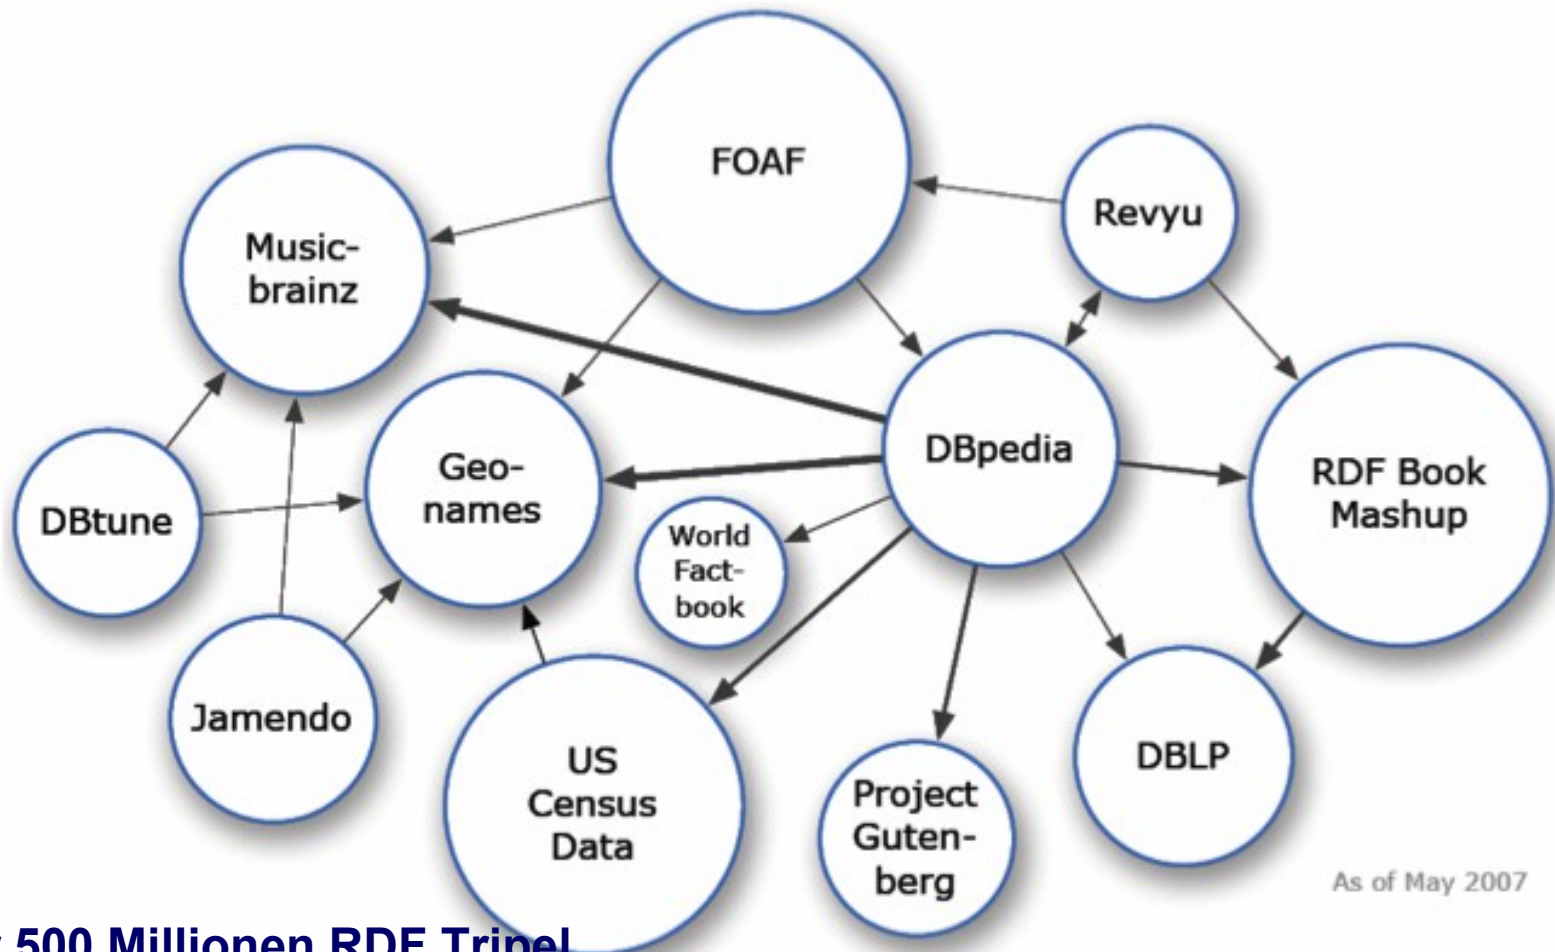 FOAF
Revyu
Music-
brainz
DBpedia
Geo-
names
RDF Book
Mashup
DBtune
World
Fact-
book
Jamendo
US
Census
Data
Project
Guten-
berg
DBLP
As of May 2007
500 Millionen RDF Tripel